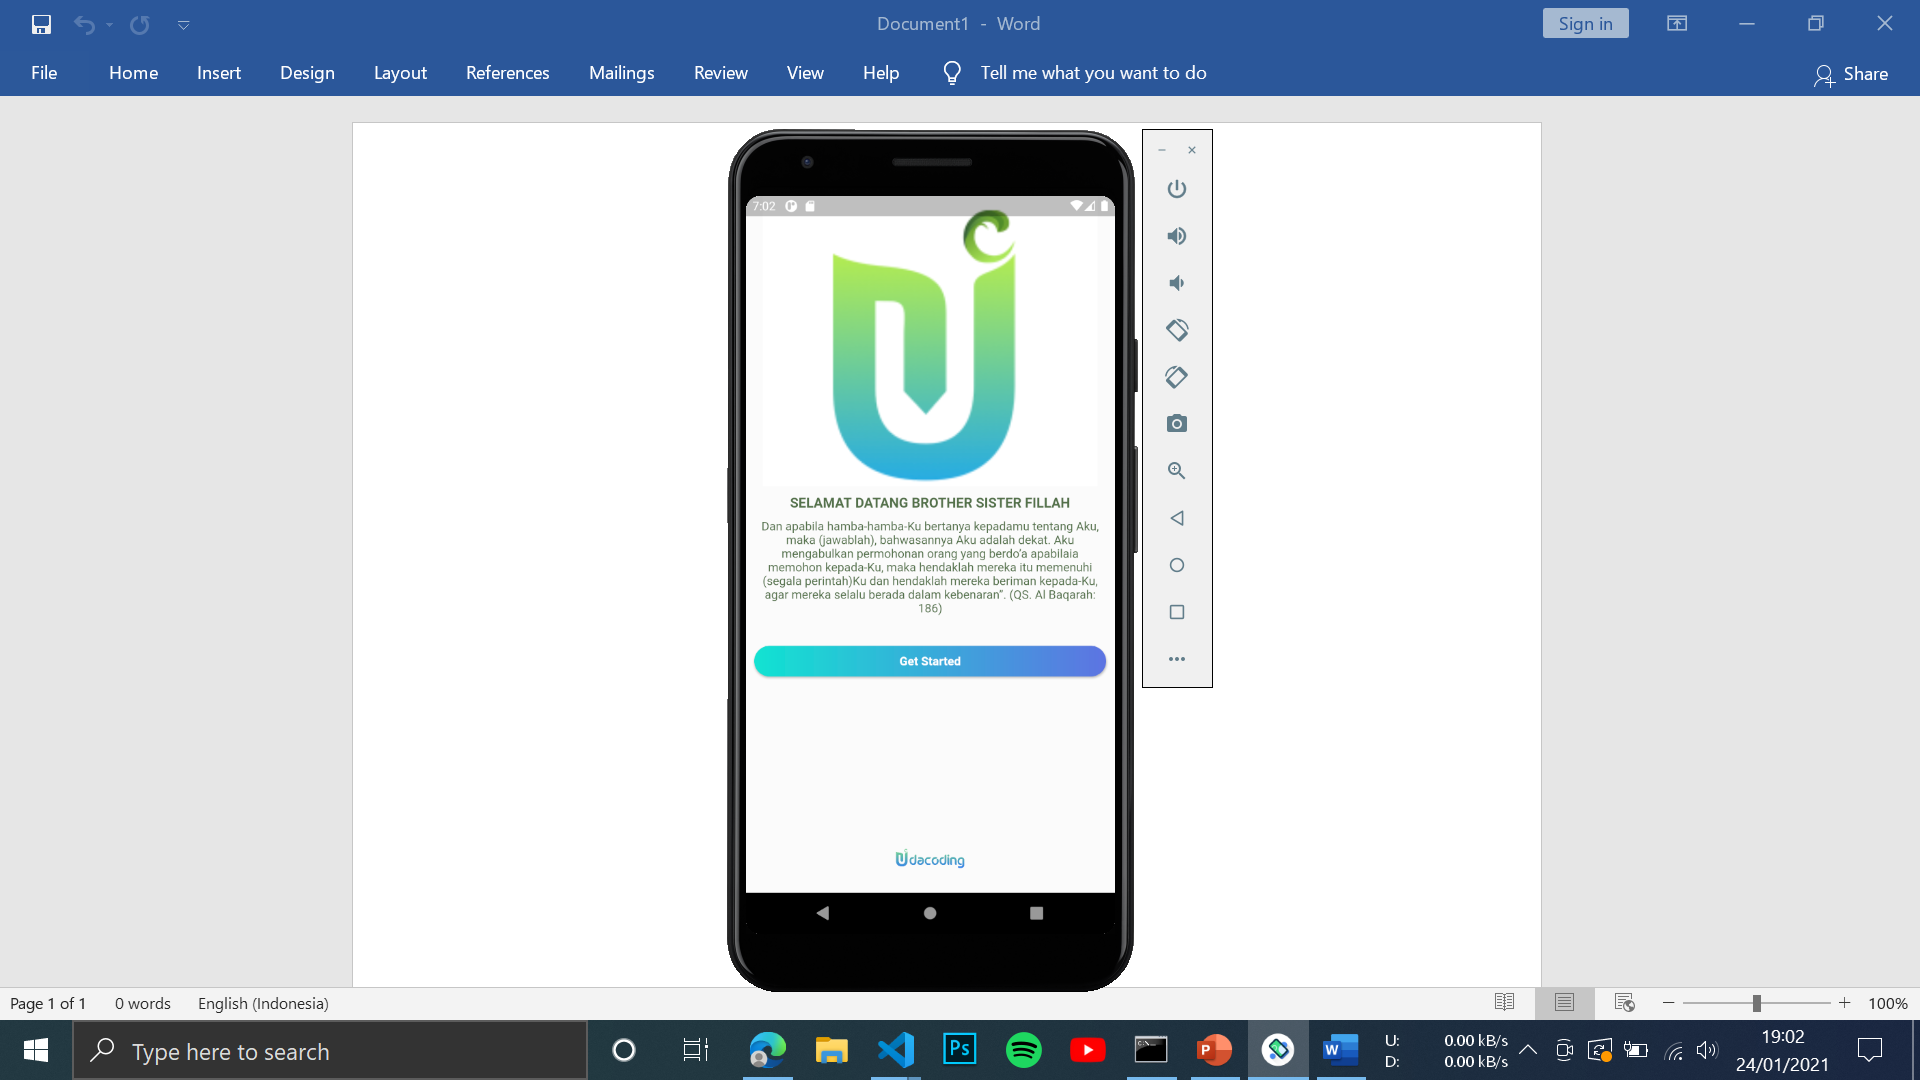 Document1 - Word
Sign in
File Home Insert Design Layout References Mailings Review View Help Tell me what you want to do Share
7:02
SELAMAT DATANG BROTHER SISTER FILLAH
Dan apabila hamba-hamba-Ku bertanya kepadamu tentang Aku,
maka (jawablah), bahwasannya Aku adalah dekat. Aku
mengabulkan permohonan orang yang berdo’a apabilaia
memohon kepada-Ku, maka hendaklah mereka itu memenuhi
(segala perintah)Ku dan hendaklah mereka beriman kepada-Ku,
agar mereka selalu berada dalam kebenaran”. (QS. Al Baqarah:
186)
Get Started
Udacoding
Page 1 of 1 0 words English (Indonesia) 100%
Type here to search
Ps
P
W
U: 0.00 kB/s
D: 0.00 kB/s
19:02
24/01/2021